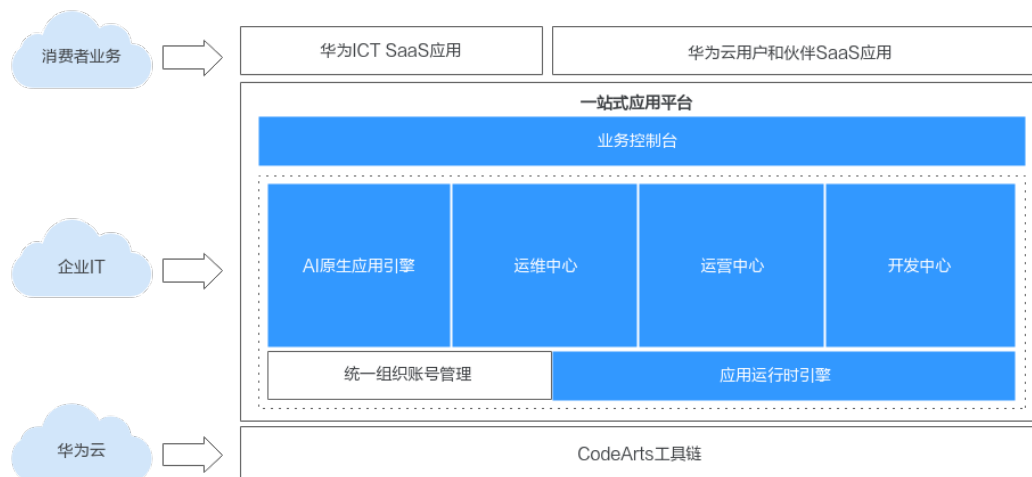 消费者业务
华为ICT SaaS应用
华为云用户和伙伴SaaS应用
一站式应用平台
业务控制台
企业IT
AI原生应用引擎
运维中心
运营中心
开发中心
统一组织账号管理
应用运行时引擎
华为云
CodeArts工具链